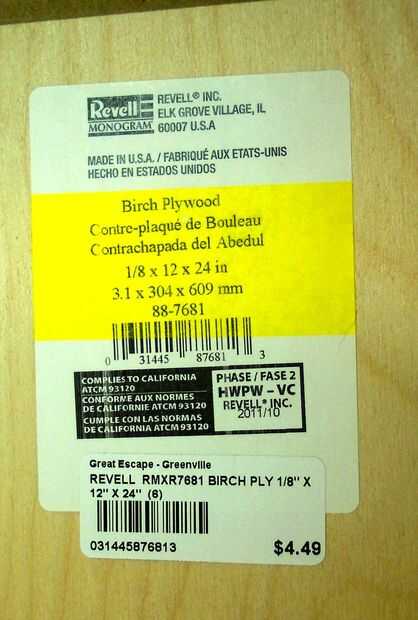 Revell
MONOGRAM
REVELL® INC.
ELK GROVE VILLAGE, IL
60007 U.S.A
MADE IN U.S.A. / FABRIQUÉ AUX ETATS-UNIS
HECHO EN ESTADOS UNIDOS
Birch Plywood
Contre-plaqué de Bouleau
Contrachapada del Abedul
1/8 x 12 x 24 in
3.1 x 304 x 609 mm
88-7681
0 31445 87681 3
COMPLIES TO CALIFORNIA
ATCM 93120
CONFORME AUX NORMES
DE CALIFORNIE ATCM 93120
CUMPLE CON LAS NORMAS
DE CALIFORNIA ATCM 93120
PHASE / FASE 2
HWPW – VC
REVELL® INC.
2011/10
Great Escape - Greenville
REVELL RMXR7681 BIRCH PLY 1/8" X
12" X 24" (6)
031445876813
$4.49